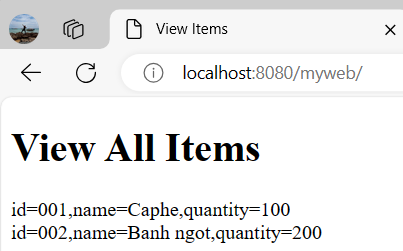 View Items
localhost:8080/myweb/
View All Items
id=001,name=Caphe,quantity=100
id=002,name=Banh ngot,quantity=200